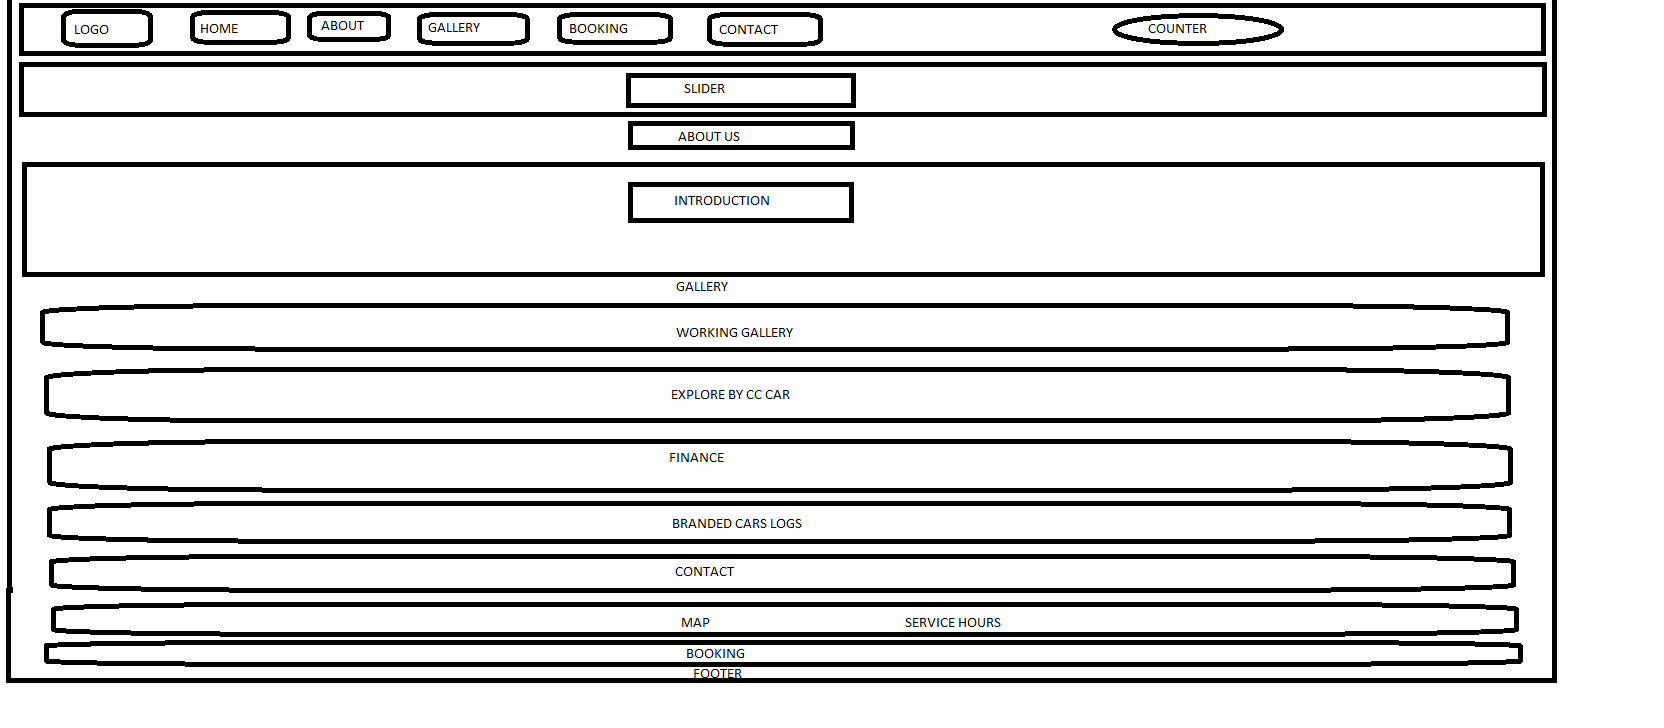 LOGO HOME ABOUT GALLERY BOOKING CONTACT COUNTER
SLIDER
ABOUT US
INTRODUCTION
GALLERY
WORKING GALLERY
EXPLORE BY CC CAR
FINANCE
BRANDED CARS LOGS
CONTACT
MAP SERVICE HOURS
BOOKING
FOOTER